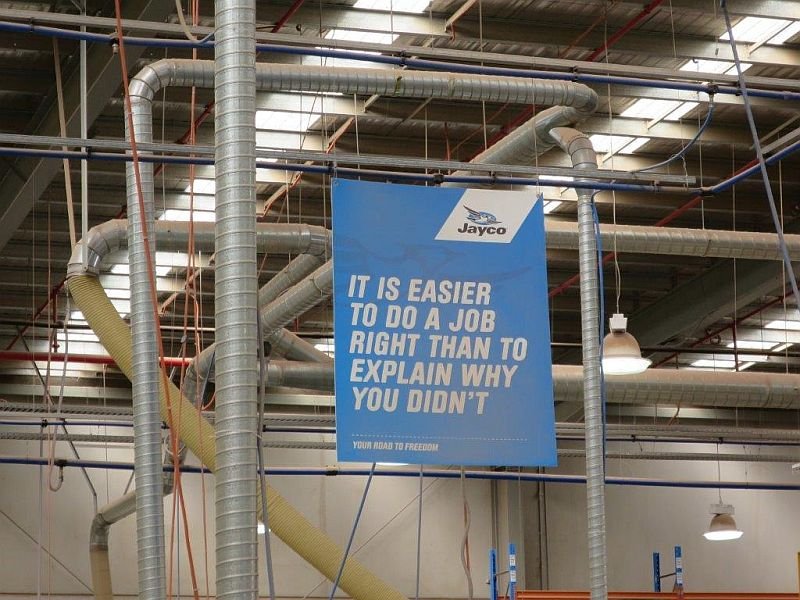 Jayco
IT IS EASIER
TO DO A JOB
RIGHT THAN TO
EXPLAIN WHY
YOU DIDN'T
YOUR ROAD TO FREEDOM